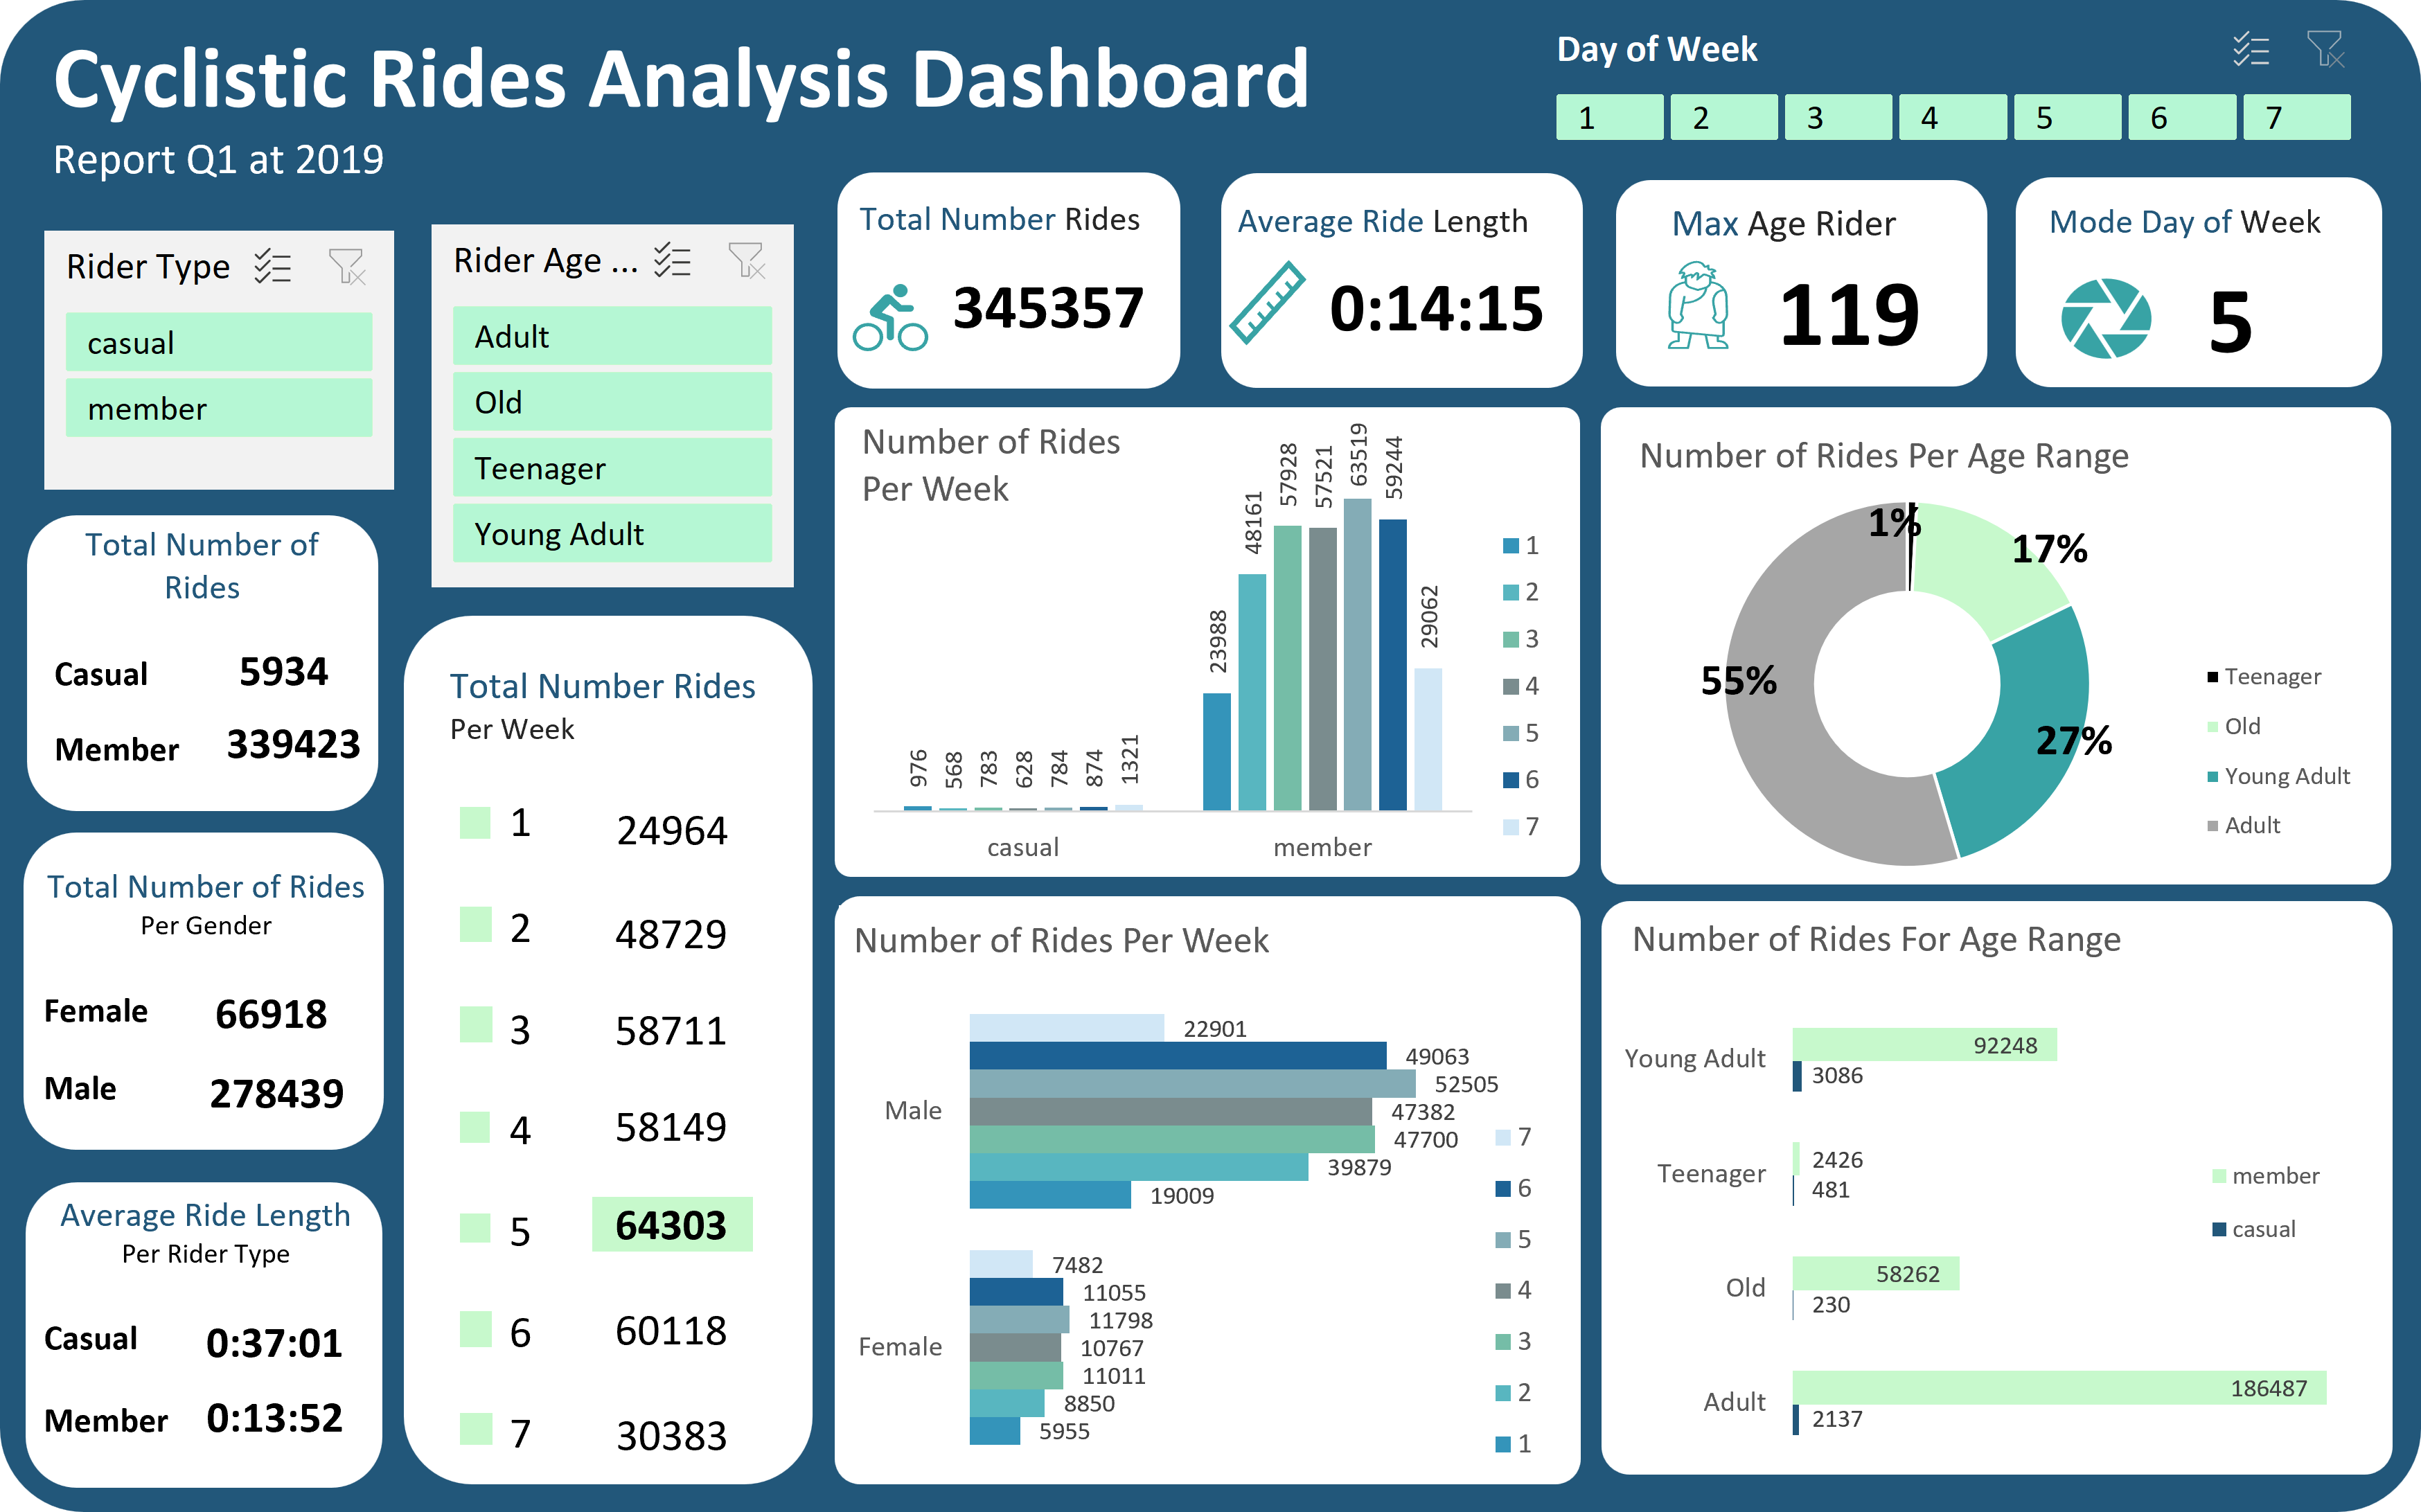 Cyclistic Rides Analysis Dashboard
Report Q1 at 2019
Day of Week
1 2 3 4 5 6 7
Rider Type
casual
member
Rider Age ...
Adult
Old
Teenager
Young Adult
Total Number Rides
345357
Average Ride Length
0:14:15
Max Age Rider
119
Mode Day of Week
5
Total Number of
Rides
Casual 5934
Member 339423
Total Number of Rides
Per Gender
Female 66918
Male 278439
Average Ride Length
Per Rider Type
Casual 0:37:01
Member 0:13:52
Total Number Rides
Per Week
1 24964
2 48729
3 58711
4 58149
5 64303
6 60118
7 30383
Number of Rides
Per Week
976 568 783 628 784 874 1321
23988 48161 57928 57521 63519 59244 29062
casual member
1
2
3
4
5
6
7
Number of Rides Per Age Range
1%
17%
27%
55%
Teenager
Old
Young Adult
Adult
Number of Rides Per Week
Male
22901
49063
52505
47382
47700
39879
19009
Female
7482
11055
11798
10767
11011
8850
5955
7
6
5
4
3
2
1
Number of Rides For Age Range
Young Adult
92248
3086
Teenager
2426
481
Old
58262
230
Adult
186487
2137
member
casual